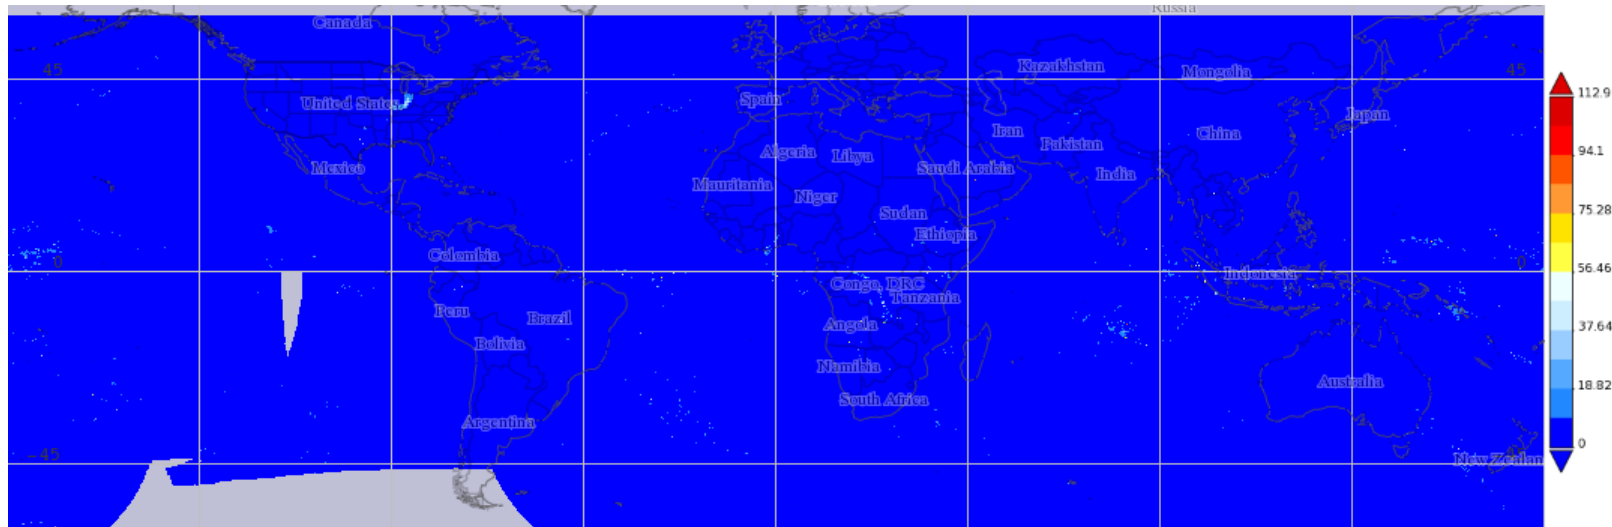 Russia
Canada
45
Kazakhstan
Mongolia
45
112.9
United States
Spain
Japan
China
Iran
Pakistan
94.1
Algeria
Libya
Mexico
Saudi Arabia
India
Mauritania
Niger
75.28
Sudan
Ethiopia
Colombia
0
0
56.46
Indonesia
Congo, DRC
Tanzania
Peru
Brazil
Angola
37.64
Bolivia
Namibia
Australia
18.82
South Africa
Argentina
0
−45
New Zealan